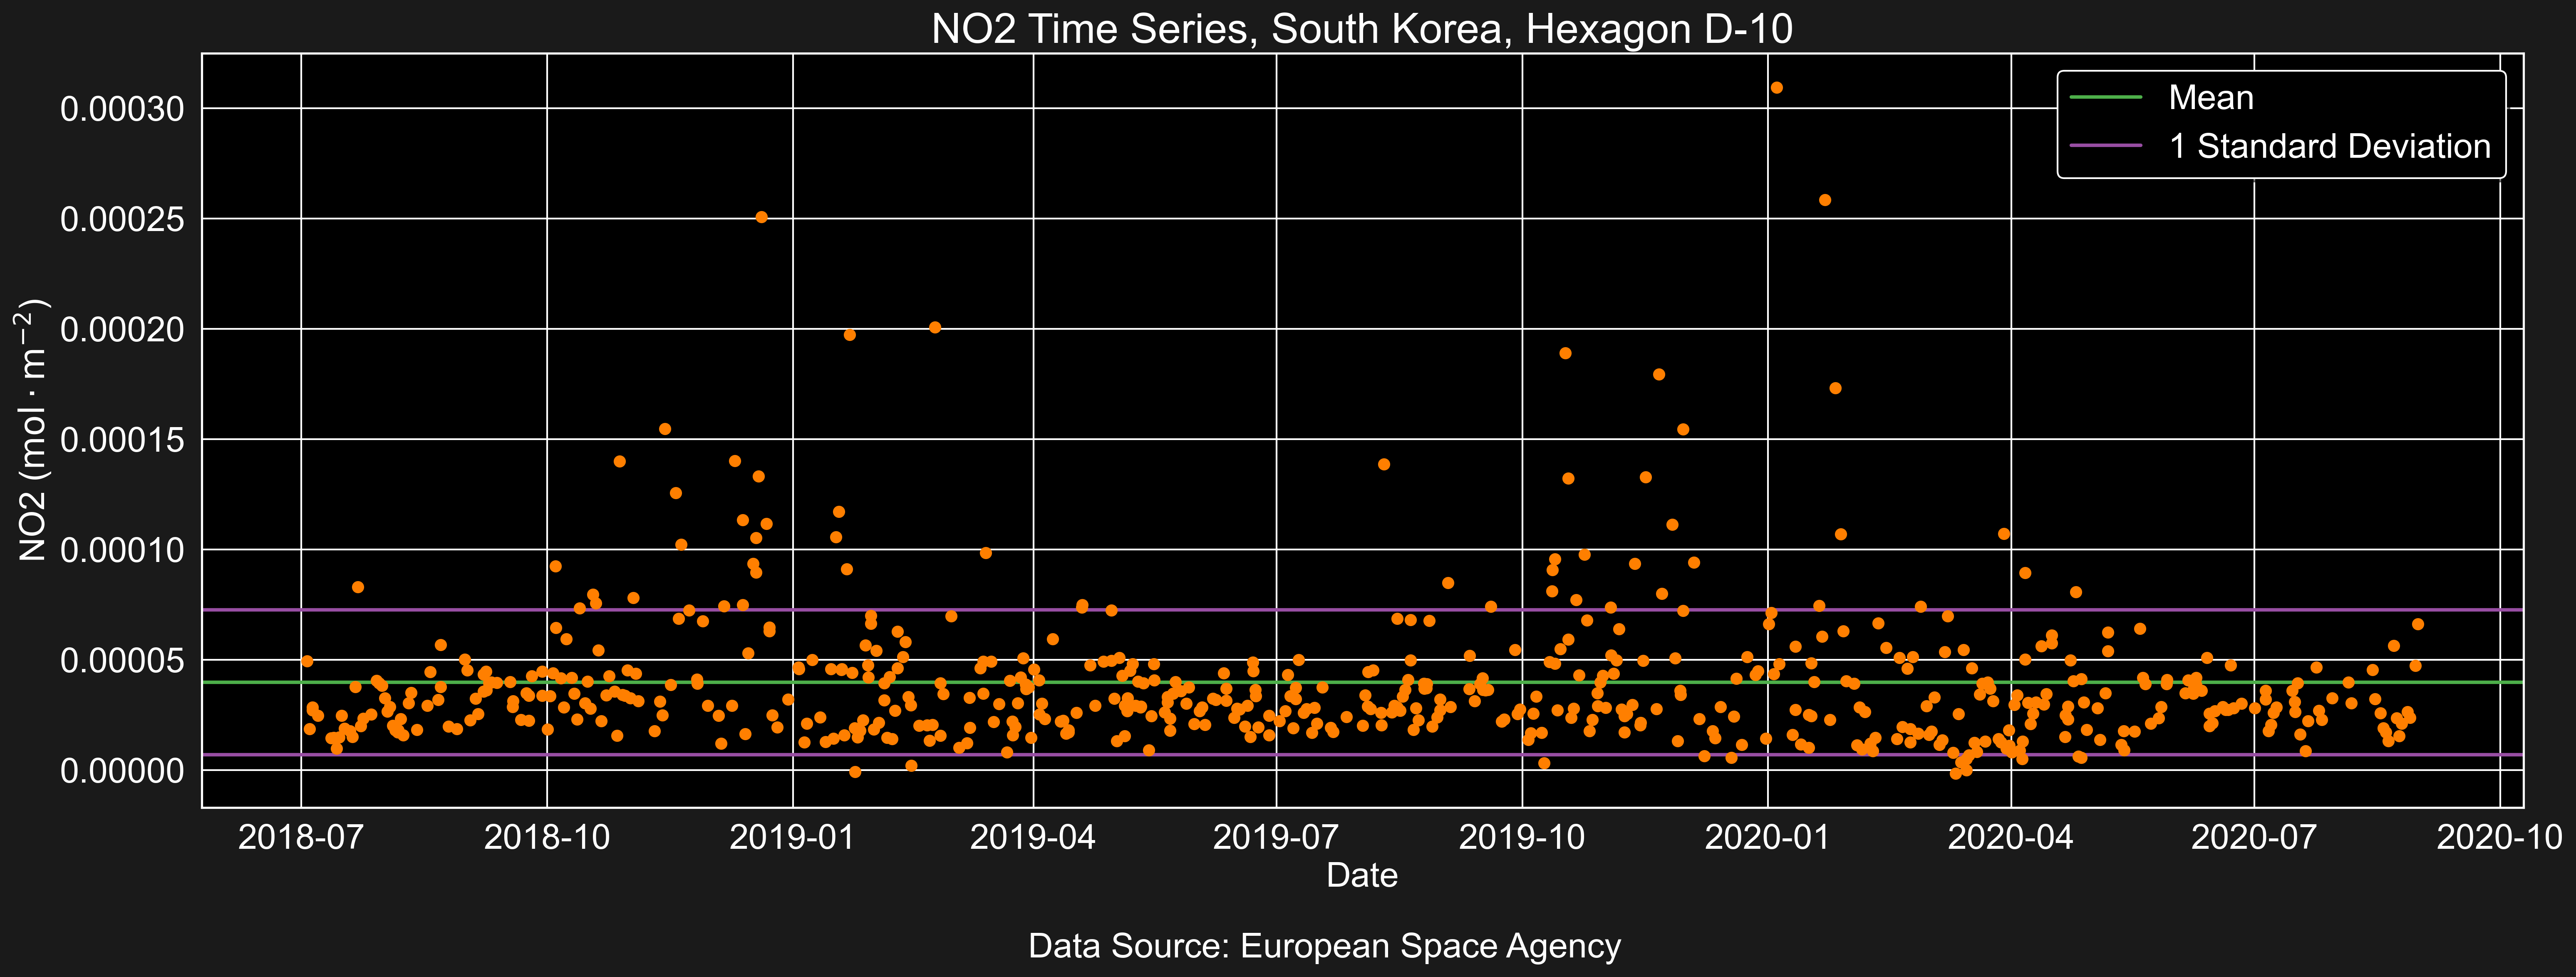 NO2 Time Series, South Korea, Hexagon D-10
Mean
1 Standard Deviation
NO2 (mol · m⁻²)
0.00030
0.00025
0.00020
0.00015
0.00010
0.00005
0.00000
2018-07 2018-10 2019-01 2019-04 2019-07 2019-10 2020-01 2020-04 2020-07 2020-10
Date
Data Source: European Space Agency